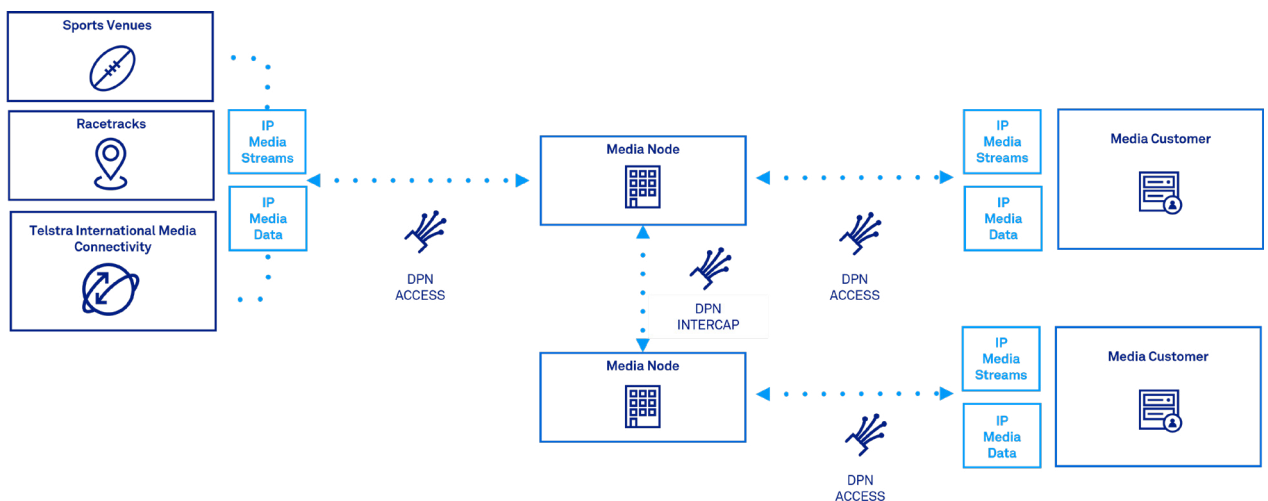 Sports Venues
Racetracks
Telstra International Media
Connectivity
IP
Media
Streams
IP
Media
Data
DPN
ACCESS
Media Node
DPN
INTERCAP
Media Node
DPN
ACCESS
IP
Media
Streams
IP
Media
Data
Media Customer
DPN
ACCESS
IP
Media
Streams
IP
Media
Data
Media Customer